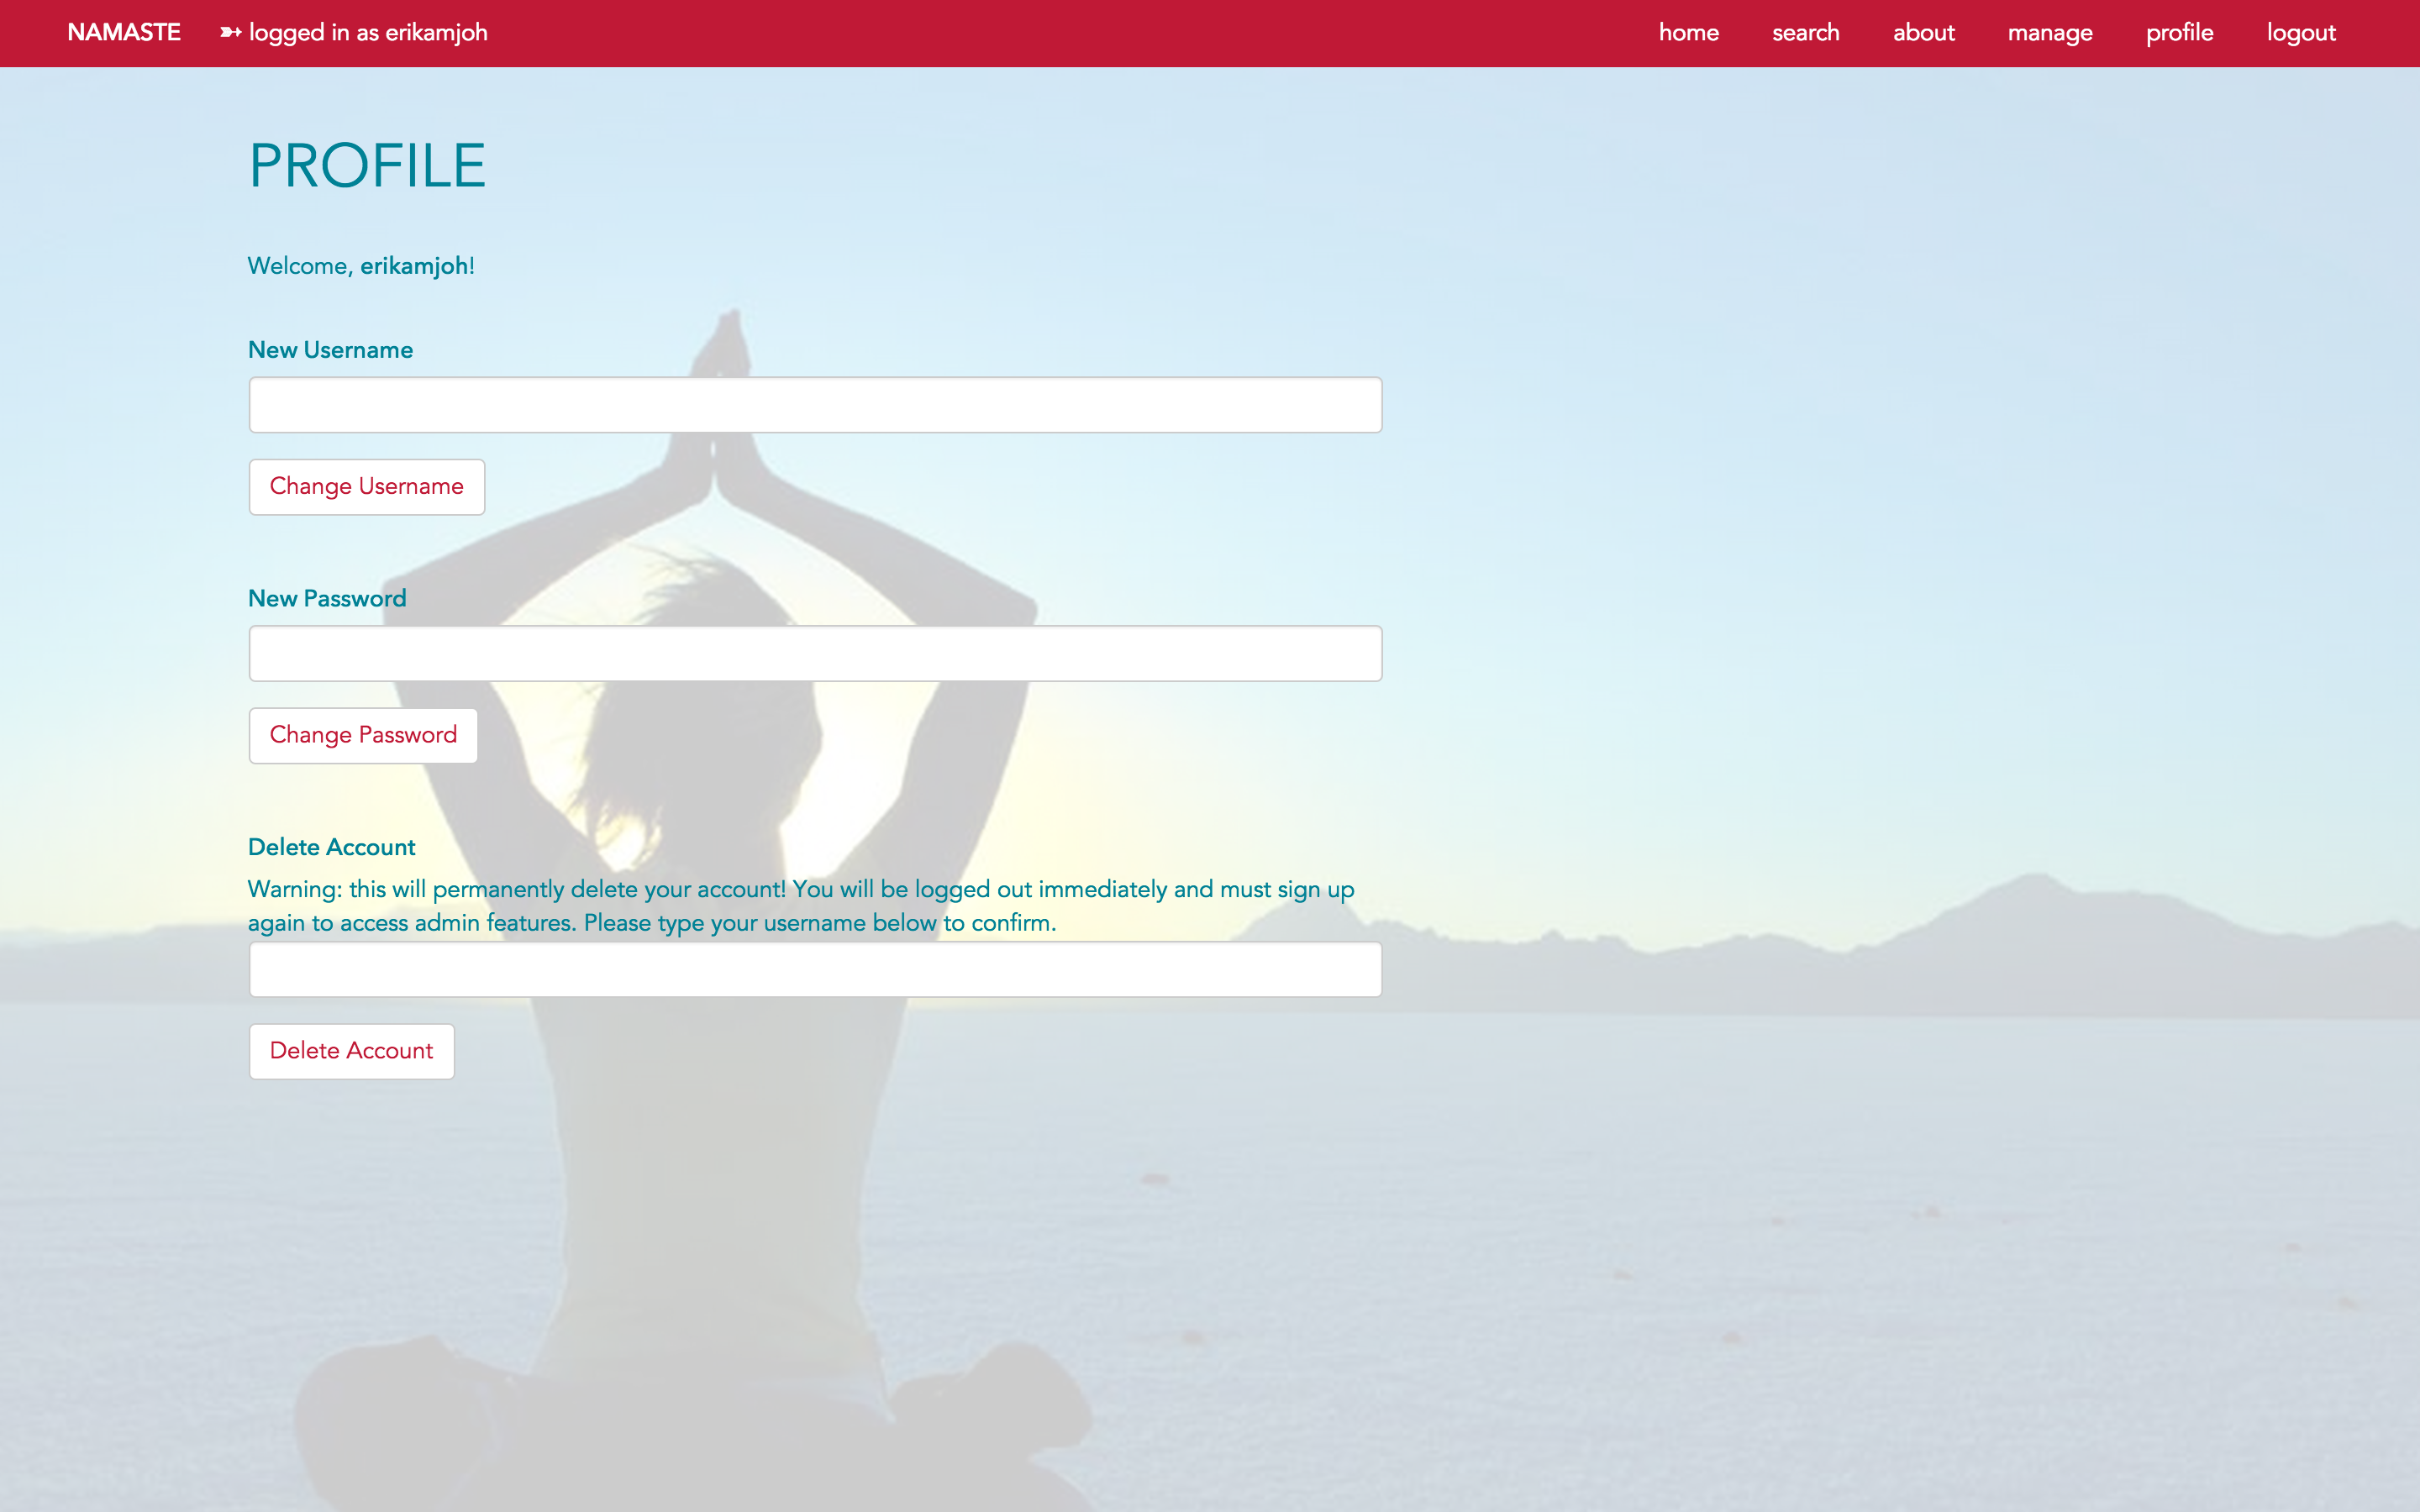 NAMASTE ➳ logged in as erikamjoh home search about manage profile logout
PROFILE
Welcome, erikamjoh!
New Username
Change Username
New Password
Change Password
Delete Account
Warning: this will permanently delete your account! You will be logged out immediately and must sign up
again to access admin features. Please type your username below to confirm.
Delete Account